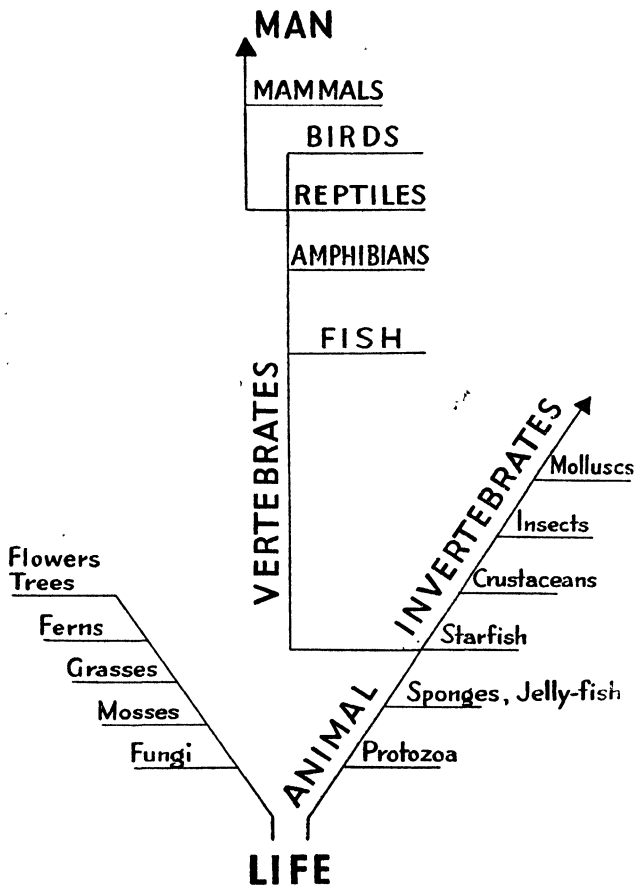 MAN
MAMMALS
BIRDS
REPTILES
AMPHIBIANS
FISH
VERTEBRATES
INVERTEBRATES
Molluscs
Insects
Crustaceans
Starfish
ANIMAL
Sponges, Jelly-fish
Protozoa
Flowers
Trees
Ferns
Grasses
Mosses
Fungi
LIFE